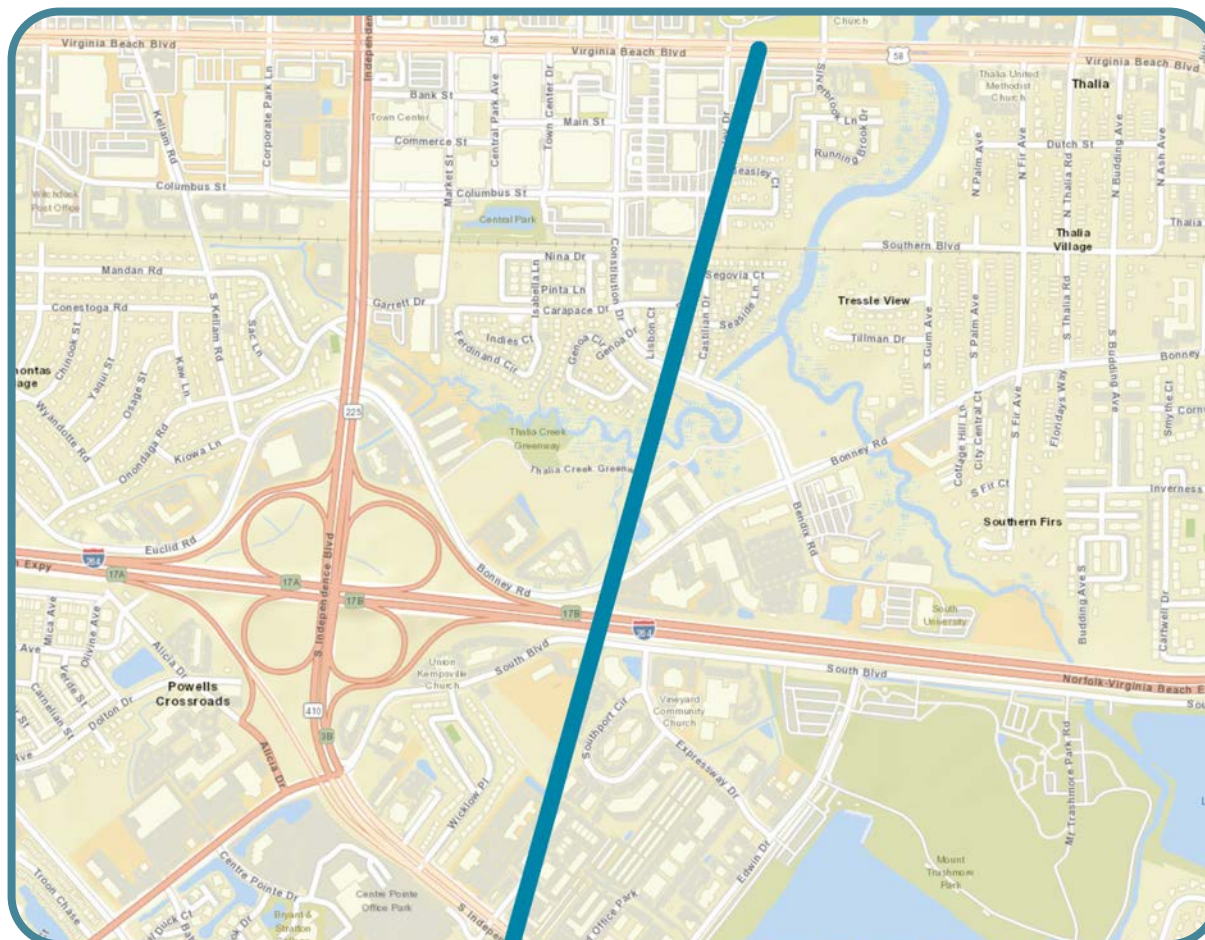 Church
58
Virginia Beach Blvd
Virginia Beach Blvd
58
Virginia Beach Blvd
Thalia United
Methodist
Church
Thalia
Kellam Rd
Corporate Park Ln
Bank St
Town Center
Central Park Ave
Town Center Dr
Main St
Commerce St
Ln
Running Brook Dr
Dutch St
N Palm Ave
N Fir Ave
N Thalia Rd
N Budding Ave
N Ash Ave
Columbus St
Market St
Columbus St
Post Office
Central Park
Constitution Dr
Thalia
Village
Thalia
Southern Blvd
Mandan Rd
Nina Dr
Isabella Ln
Pinta Ln
Carapace Dr
Segovia Ct
Seaside Ln
Castilian Dr
Tressle View
Conestoga Rd
S Kellam Rd
Sac Ln
Garrett Dr
Indies Ct
Ferdinand Cir
Genoa Cir
Genoa Dr
Lisbon Ct
Tillman Dr
S Gum Ave
S Palm Ave
S Thalia Rd
S Budding Ave
Bonney
Chinook St
Yaqui St
Osage St
Kaw Ln
Wyandotte Rd
Onondaga Rd
Kiowa Ln
225
Thalia Creek
Greenway
Thalia Creek
Bonney Rd
Cottage Hill Ln
City Central Ct
S Fir Ave
Floridays Way
Smythe Ct
S Fir Ct
Inverness
Southern Firs
Bendix Rd
Euclid Rd
264
Expy
17A
17A
17B
S Independence Blvd
Bonney Rd
17B
264
South
University
Budding Ave S
Cartwell Dr
Mica Ave
Olivine Ave
Ave
Verde St
Carnelian St
Alicia Dr
Dolton Dr
Powells
Crossroads
Union
Kempsville
Church
South Blvd
South Blvd
Norfolk-Virginia Beach E
410
3B
Alicia Dr
Southport Cir
Vineyard
Community
Church
Expressway Dr
Wicklow Pl
Mt Trashmore Park Rd
Edwin Dr
Mount
Trashmore
Park
Troon Chase
Centre Pointe Dr
Centre Pointe
Office Park
Bryant &
Stratton
Duck Ct
S Indepen
Office Park